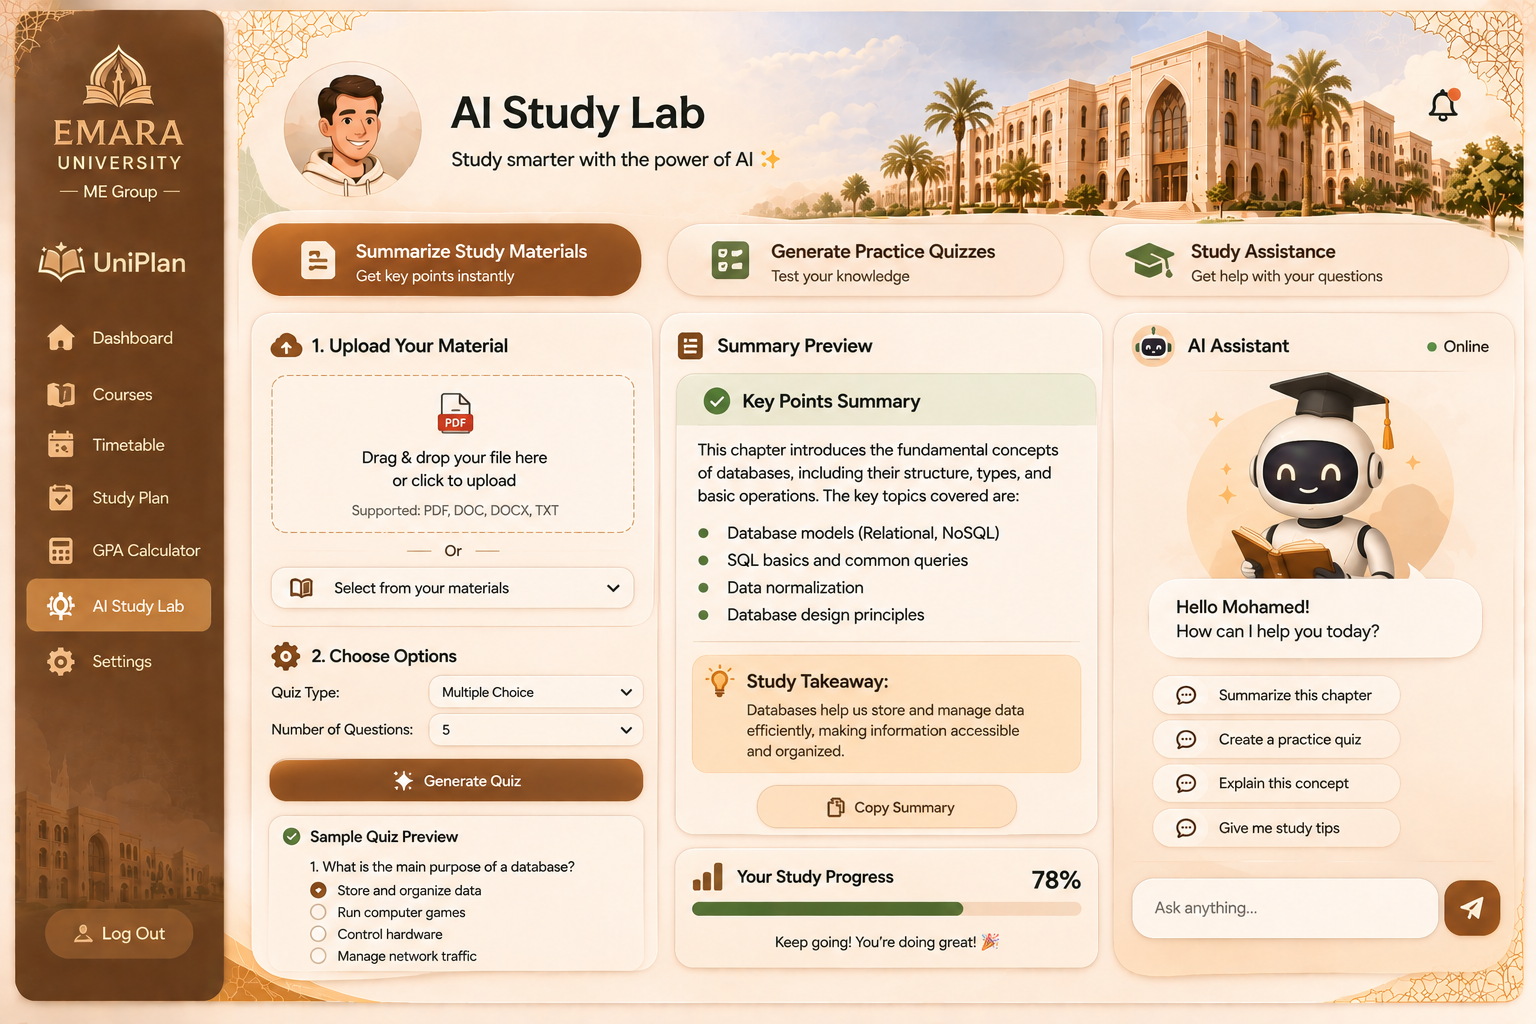 EMARA
UNIVERSITY
ME Group
UniPlan
Dashboard
Courses
Timetable
Study Plan
GPA Calculator
AI Study Lab
Settings
Log Out
AI Study Lab
Study smarter with the power of AI ✨
Summarize Study Materials
Get key points instantly
Generate Practice Quizzes
Test your knowledge
Study Assistance
Get help with your questions
1. Upload Your Material
PDF
Drag & drop your file here
or click to upload
Supported: PDF, DOC, DOCX, TXT
Or
Select from your materials
2. Choose Options
Quiz Type:
Multiple Choice
Number of Questions:
5
Generate Quiz
Sample Quiz Preview
1. What is the main purpose of a database?
Store and organize data
Run computer games
Control hardware
Manage network traffic
Summary Preview
Key Points Summary
This chapter introduces the fundamental concepts
of databases, including their structure, types, and
basic operations. The key topics covered are:
Database models (Relational, NoSQL)
SQL basics and common queries
Data normalization
Database design principles
Study Takeaway:
Databases help us store and manage data
efficiently, making information accessible
and organized.
Copy Summary
Your Study Progress
78%
Keep going! You're doing great! 🎉
AI Assistant
Online
Hello Mohamed!
How can I help you today?
Summarize this chapter
Create a practice quiz
Explain this concept
Give me study tips
Ask anything...